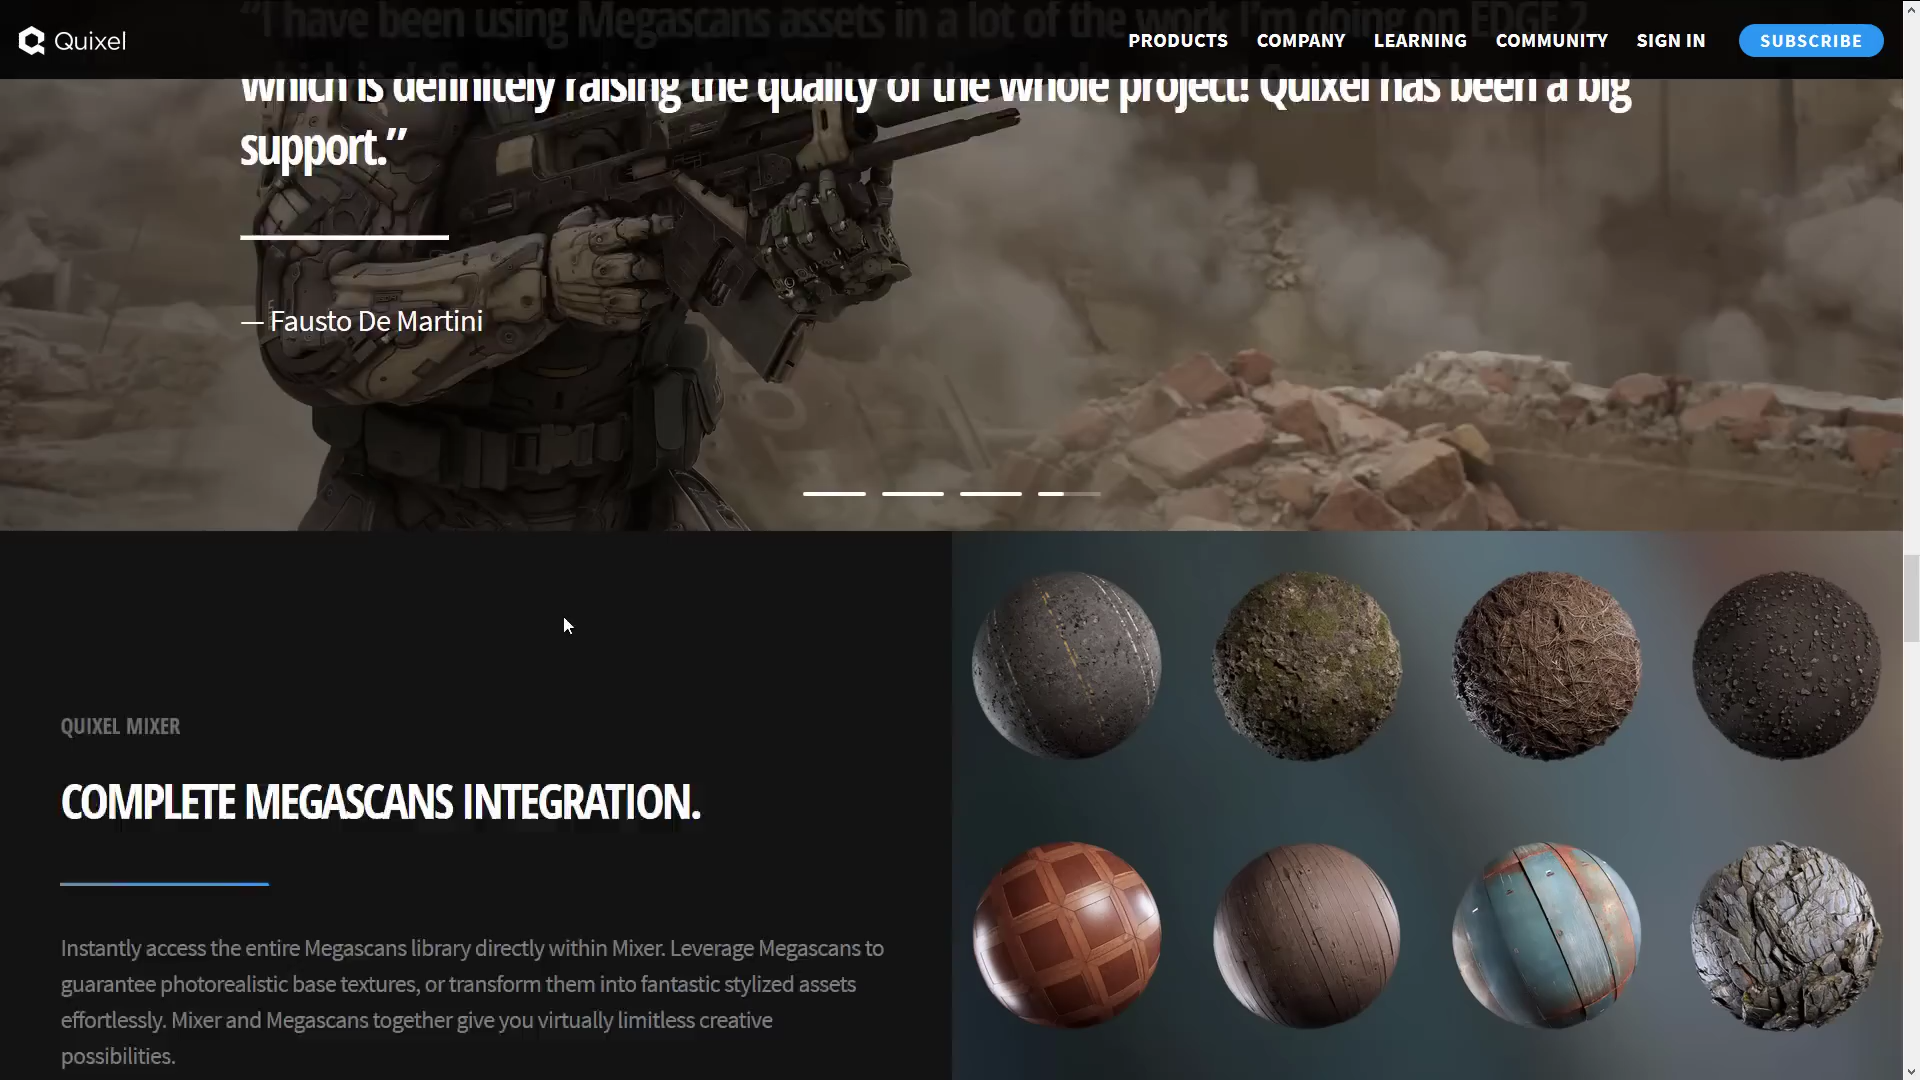 “I have been using Megascans assets in a lot of the work I'm doing on EDGE 2
Quixel
PRODUCTS COMPANY LEARNING COMMUNITY SIGN IN SUBSCRIBE
which is definitely raising the quality of the whole project! Quixel has been a big
support.”
— Fausto De Martini
QUIXEL MIXER
COMPLETE MEGASCANS INTEGRATION.
Instantly access the entire Megascans library directly within Mixer. Leverage Megascans to
guarantee photorealistic base textures, or transform them into fantastic stylized assets
effortlessly. Mixer and Megascans together give you virtually limitless creative
possibilities.